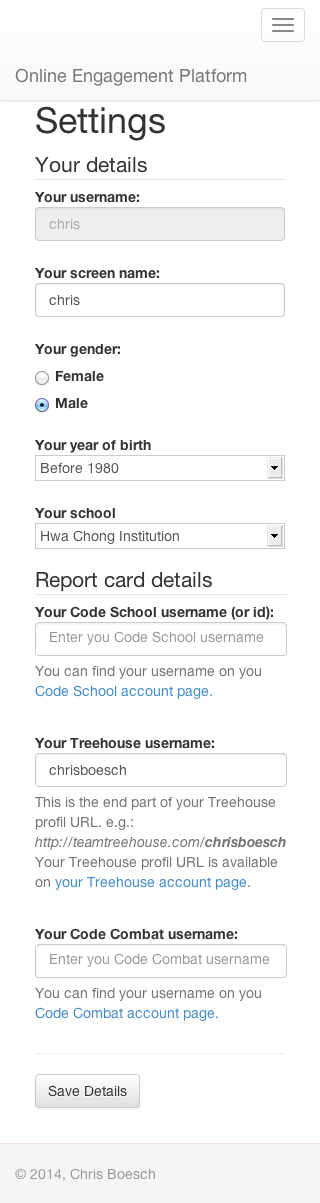 Online Engagement Platform
Settings
Your details
Your username:
chris
Your screen name:
chris
Your gender:
Female
Male
Your year of birth
Before 1980
Your school
Hwa Chong Institution
Report card details
Your Code School username (or id):
Enter you Code School username
You can find your username on you
Code School account page.
Your Treehouse username:
chrisboesch
This is the end part of your Treehouse
profil URL. e.g.:
http://teamtreehouse.com/chrisboesch
Your Treehouse profil URL is available
on your Treehouse account page.
Your Code Combat username:
Enter you Code Combat username
You can find your username on you
Code Combat account page.
Save Details
© 2014, Chris Boesch